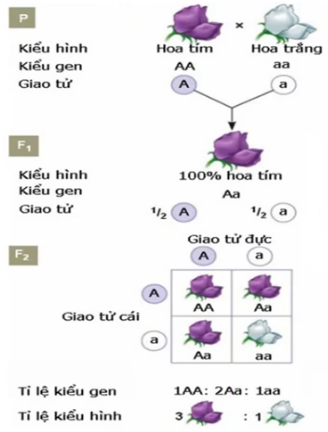 P
×
Kiểu hình Hoa tím Hoa trắng
Kiểu gen AA aa
Giao tử A a
F1
Kiểu hình 100% hoa tím
Kiểu gen Aa
Giao tử 1/2 A 1/2 a
Giao tử đực
F2
A a
Giao tử cái
A AA Aa
a Aa aa
Tỉ lệ kiểu gen 1AA: 2Aa: 1aa
Tỉ lệ kiểu hình 3 : 1